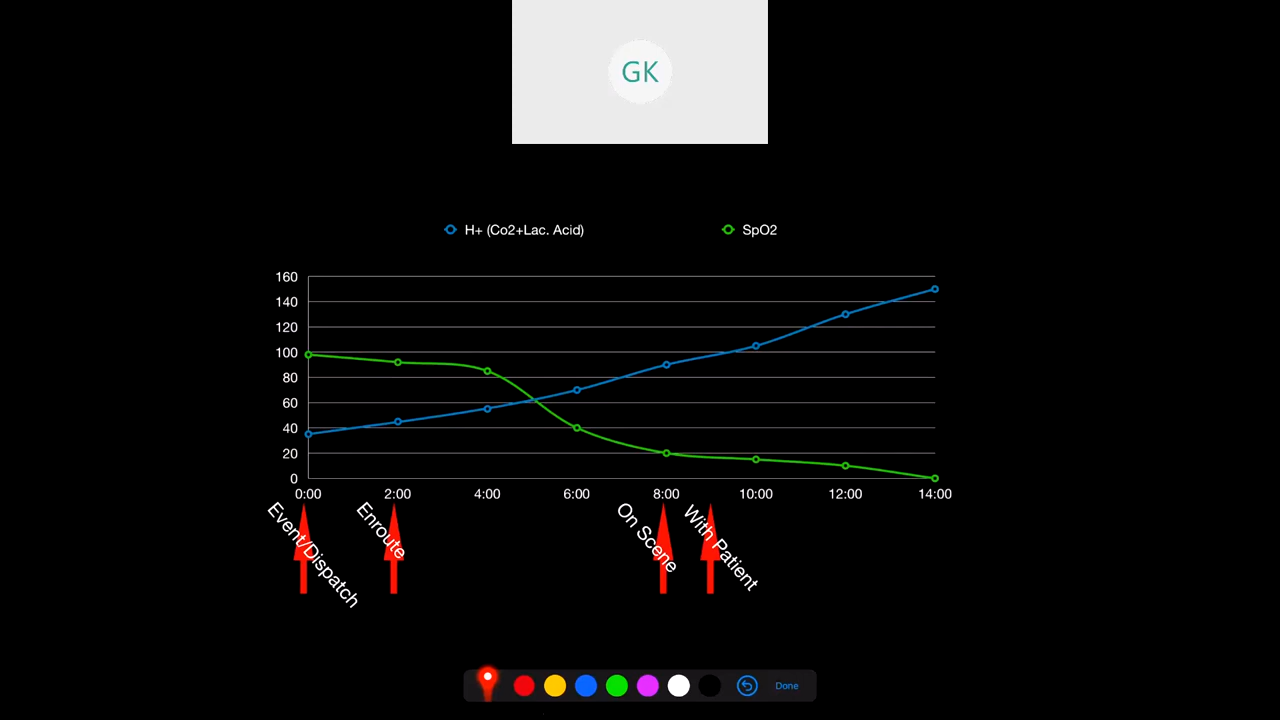 GK
H+ (Co2+Lac. Acid)
SpO2
160
140
120
100
80
60
40
20
0
0:00
2:00
4:00
6:00
8:00
10:00
12:00
14:00
Event/Dispatch
Enroute
On Scene
With Patient
Done